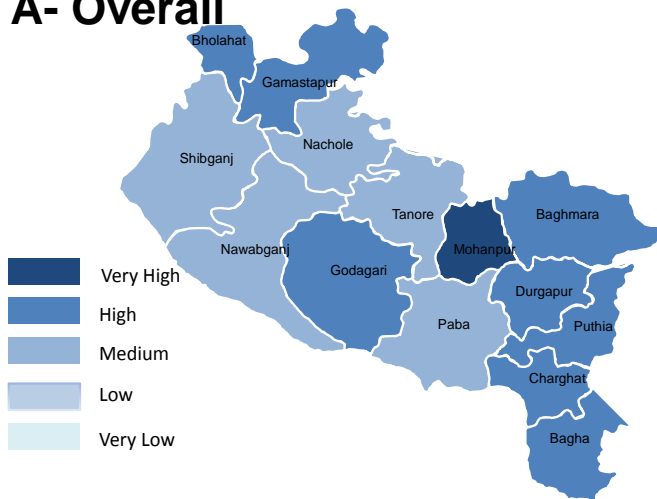 A- Overall
Bholahat
Gamastapur
Nachole
Shibganj
Tanore
Baghmara
Nawabganj
Mohanpur
Godagari
Durgapur
Paba
Puthia
Charghat
Bagha
Very High
High
Medium
Low
Very Low